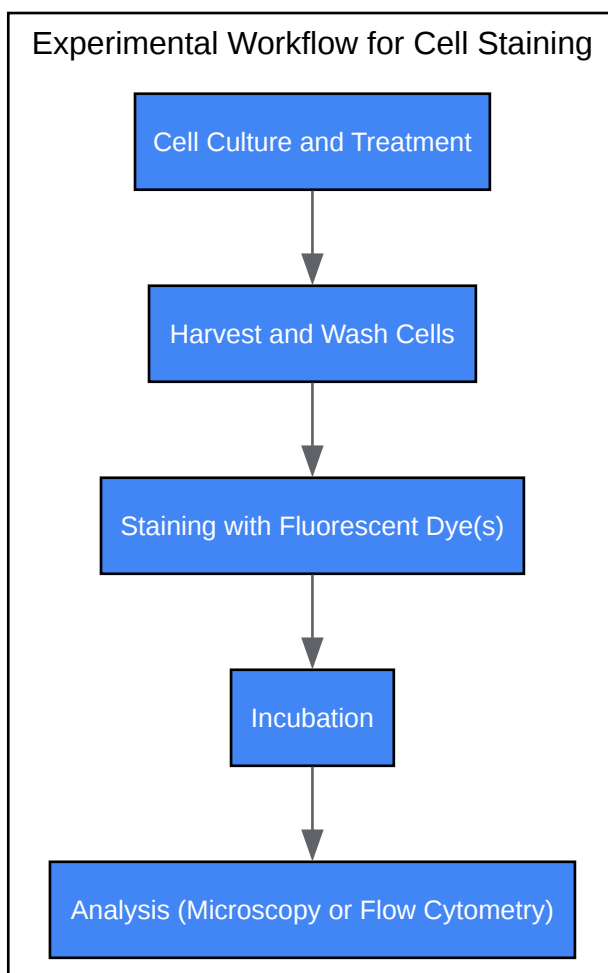 Experimental Workflow for Cell Staining
Cell Culture and Treatment
Harvest and Wash Cells
Staining with Fluorescent Dye(s)
Incubation
Analysis (Microscopy or Flow Cytometry)